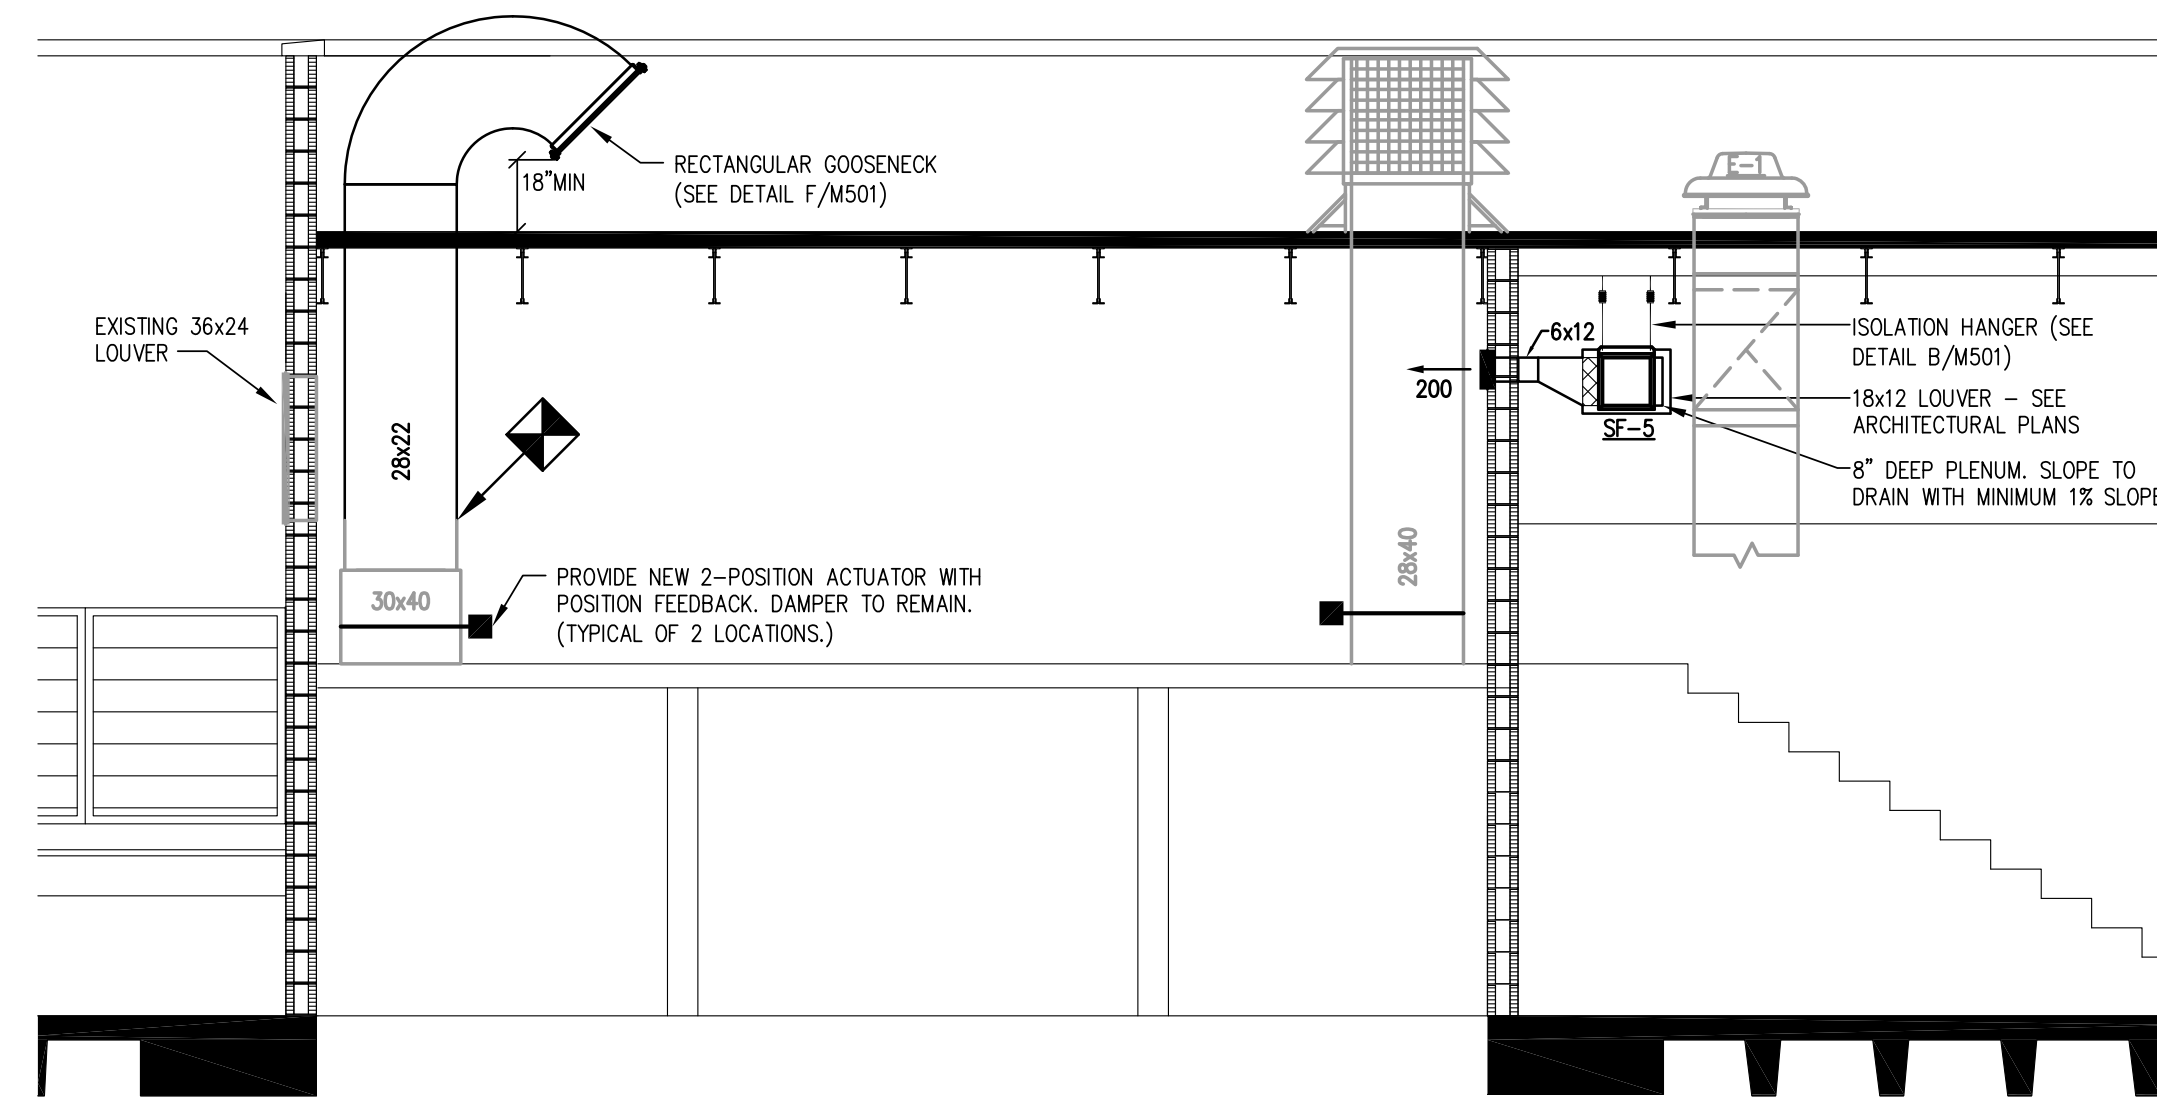 E-1
RECTANGULAR GOOSENECK
(SEE DETAIL F/M501)
18"MIN
EXISTING 36x24
LOUVER
28x22
30x40
PROVIDE NEW 2-POSITION ACTUATOR WITH
POSITION FEEDBACK. DAMPER TO REMAIN.
(TYPICAL OF 2 LOCATIONS.)
28x40
200
6x12
SF-5
ISOLATION HANGER (SEE
DETAIL B/M501)
18x12 LOUVER - SEE
ARCHITECTURAL PLANS
8" DEEP PLENUM. SLOPE TO
DRAIN WITH MINIMUM 1% SLOPE